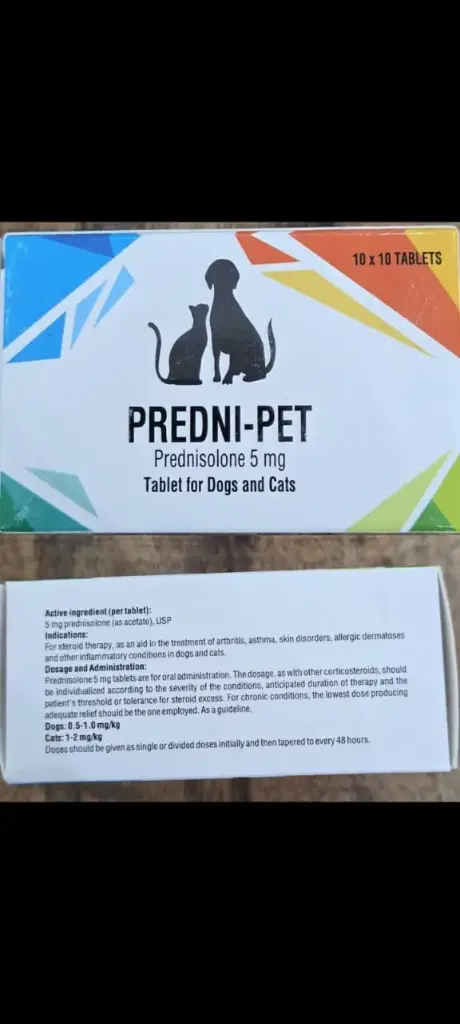 10 x 10 TABLETS
PREDNI-PET
Prednisolone 5 mg
Tablet for Dogs and Cats
Active ingredient (per tablet):
5 mg prednisolone (as acetate), USP
Indications:
For steroid therapy, as an aid in the treatment of arthritis, asthma, skin disorders, allergic dermatoses
and other inflammatory conditions in dogs and cats.
Dosage and Administration:
Prednisolone 5 mg tablets are for oral administration. The dosage, as with other corticosteroids, should
be individualized according to the severity of the conditions, anticipated duration of therapy and the
patient's threshold or tolerance for steroid excess. For chronic conditions, the lowest dose producing
adequate relief should be the one employed. As a guideline,
Dogs: 0.5-1.0 mg/kg
Cats: 1-2 mg/kg
Doses should be given as single or divided doses initially and then tapered to every 48 hours.